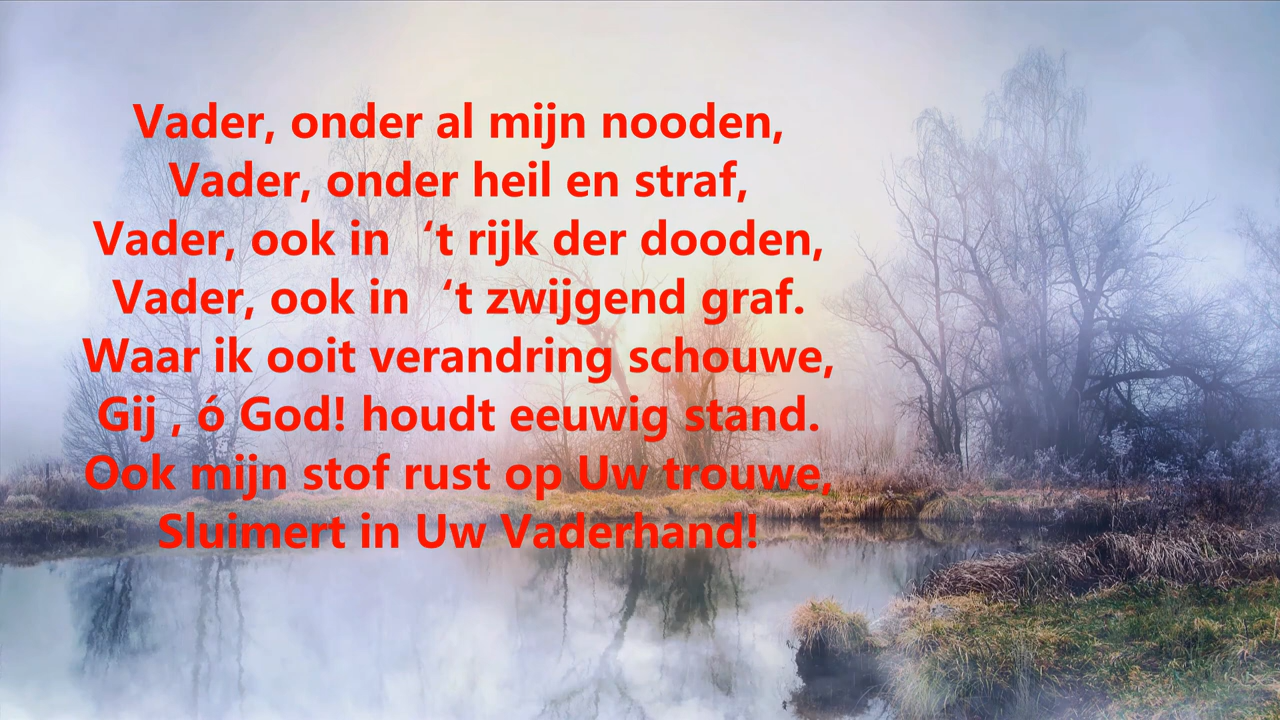 Vader, onder al mijn nooden,
Vader, onder heil en straf,
Vader, ook in ‘t rijk der dooden,
Vader, ook in ‘t zwijgend graf.
Waar ik ooit verandring schouwe,
Gij , ó God! houdt eeuwig stand.
Ook mijn stof rust op Uw trouwe,
Sluimert in Uw Vaderhand!